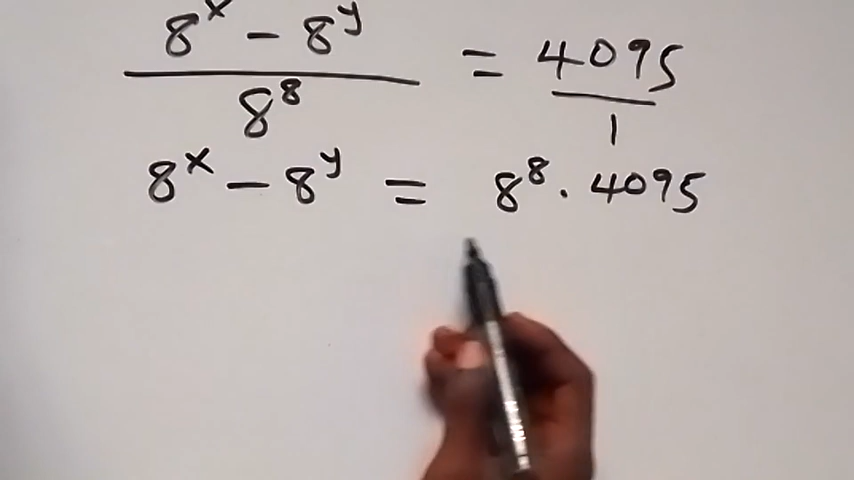 8^x - 8^y / 8^8 = 4095 / 1
8^x - 8^y = 8^8 · 4095